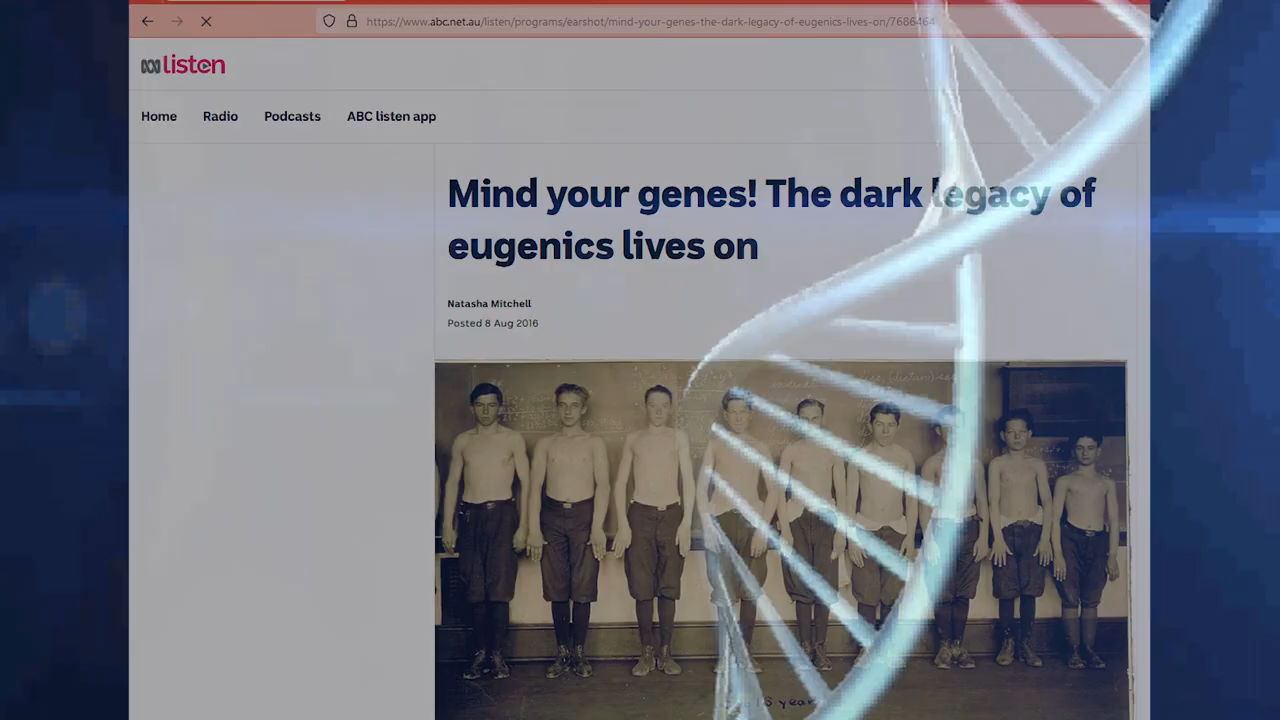 https://www.abc.net.au/listen/programs/earshot/mind-your-genes-the-dark-legacy-of-eugenics-lives-on/7686464
listen
Home Radio Podcasts ABC listen app
Mind your genes! The dark legacy of
eugenics lives on
Natasha Mitchell
Posted 8 Aug 2016